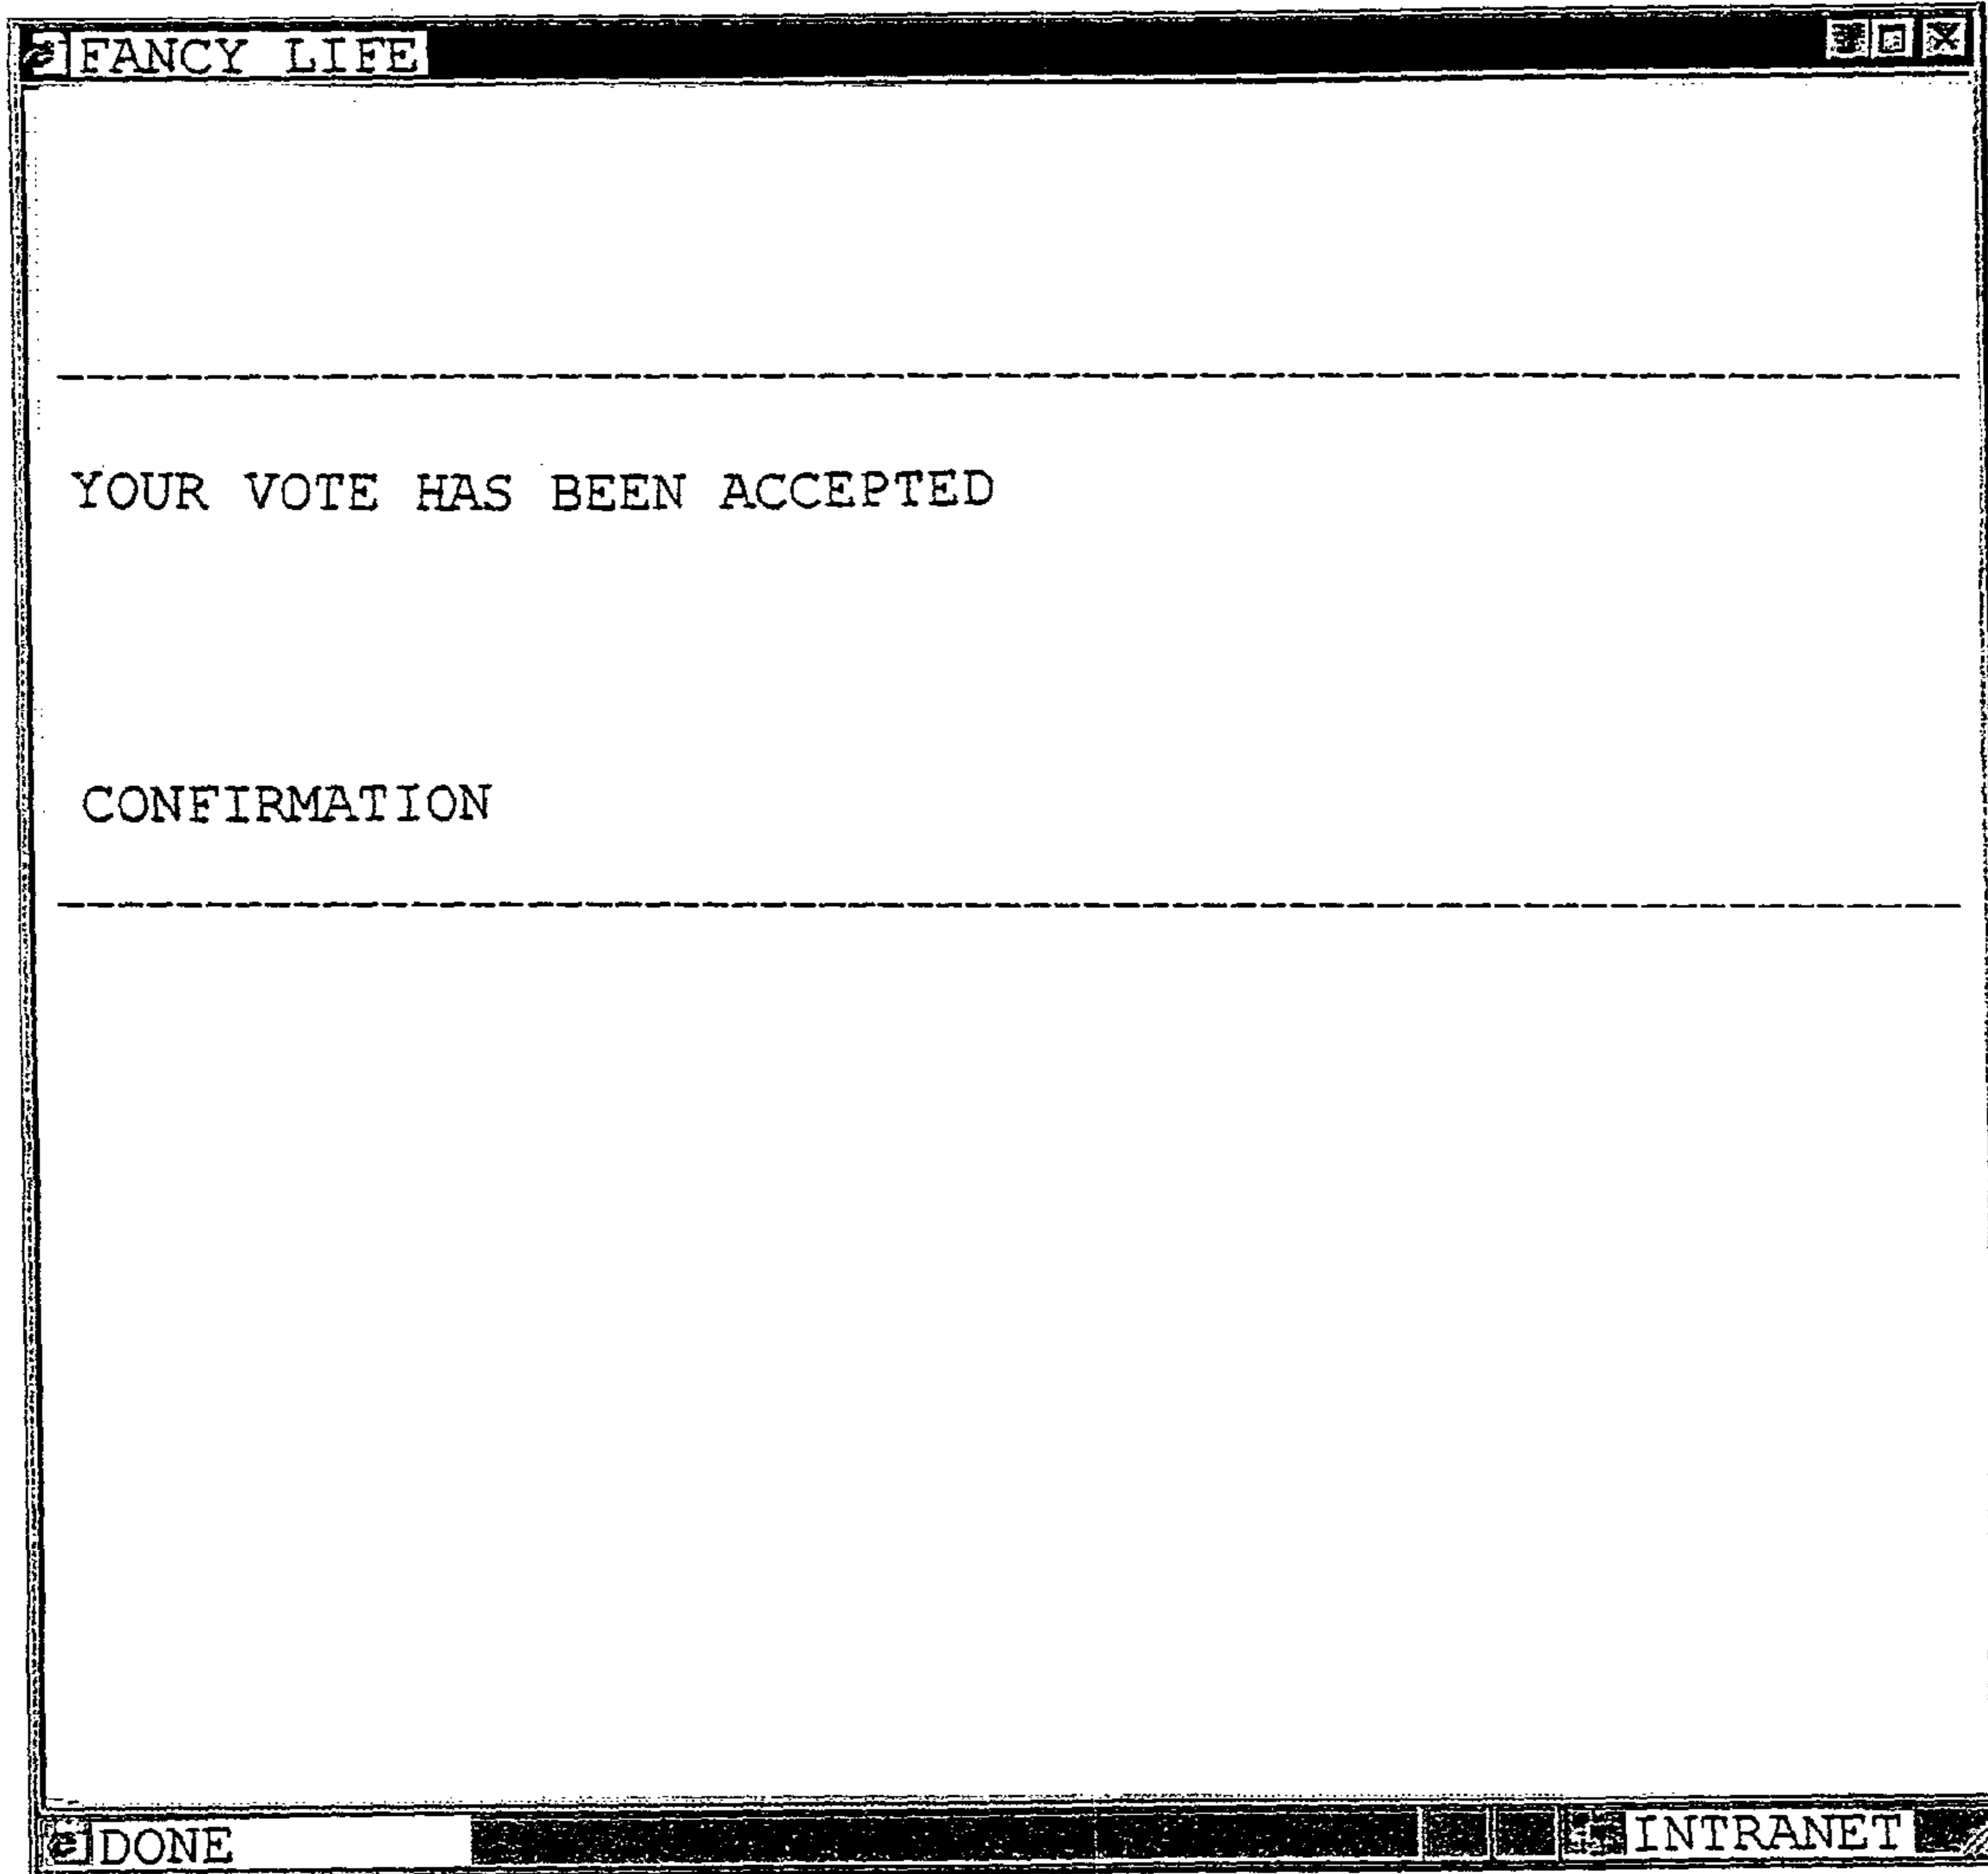 FANCY LIFE
YOUR VOTE HAS BEEN ACCEPTED
CONFIRMATION
DONE
INTRANET